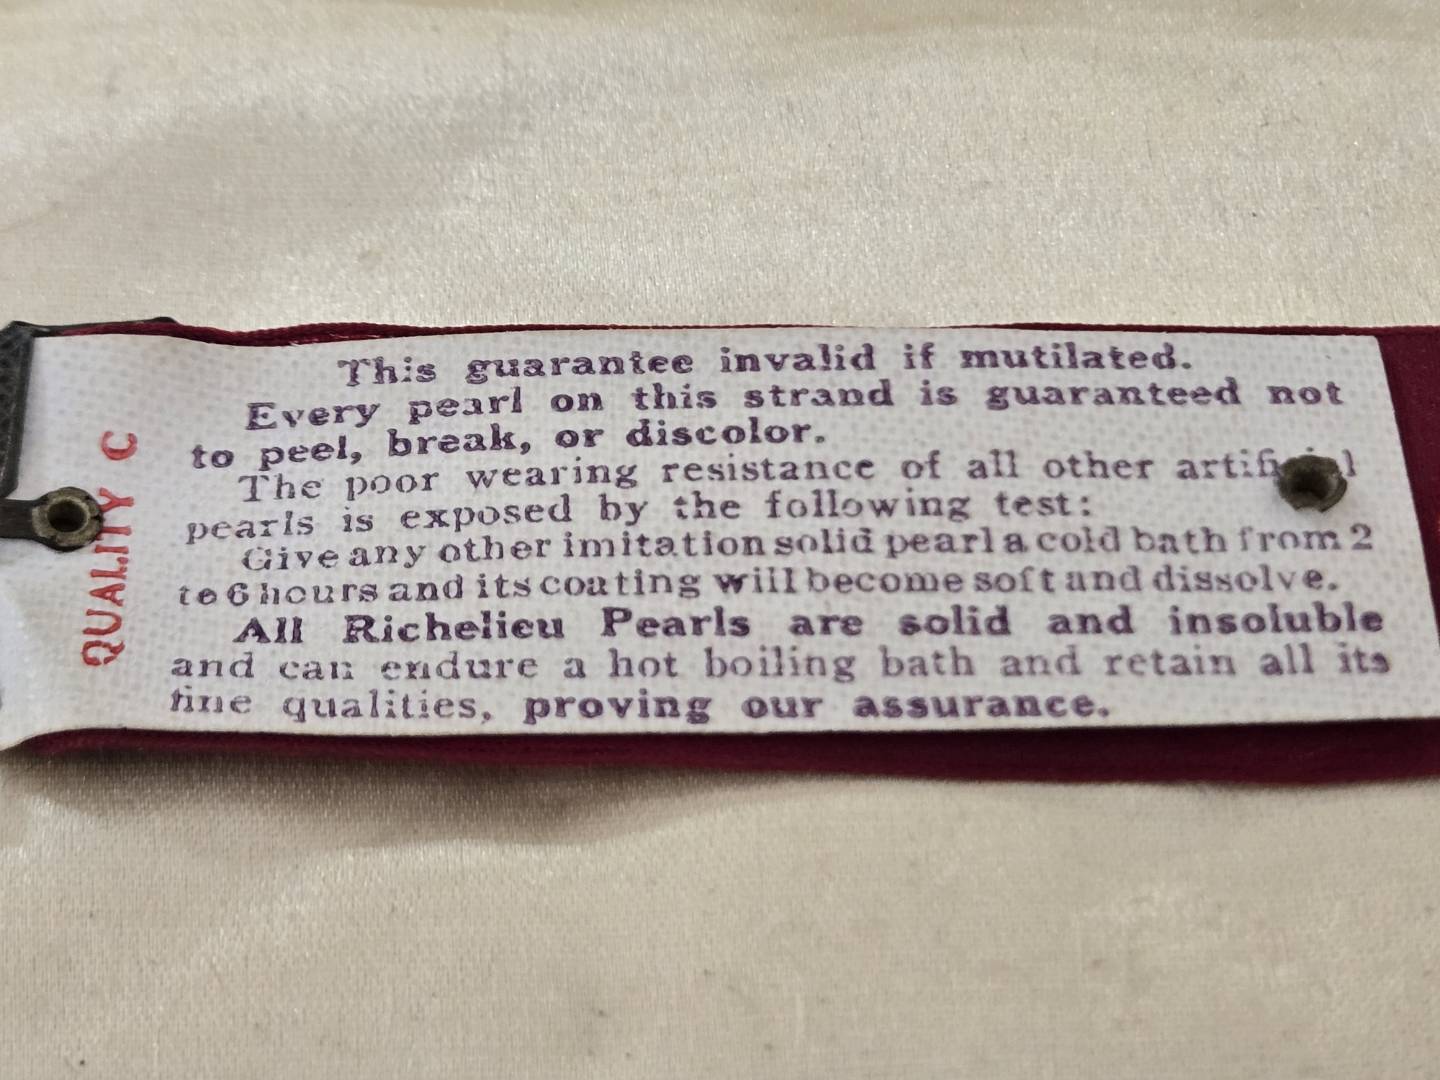 QUALITY C
This guarantee invalid if mutilated.
Every pearl on this strand is guaranteed not
to peel, break, or discolor.
The poor wearing resistance of all other artificial
pearls is exposed by the following test:
Give any other imitation solid pearl a cold bath from 2
to 6 hours and its coating will become soft and dissolve.
All Richelieu Pearls are solid and insoluble
and can endure a hot boiling bath and retain all its
fine qualities, proving our assurance.